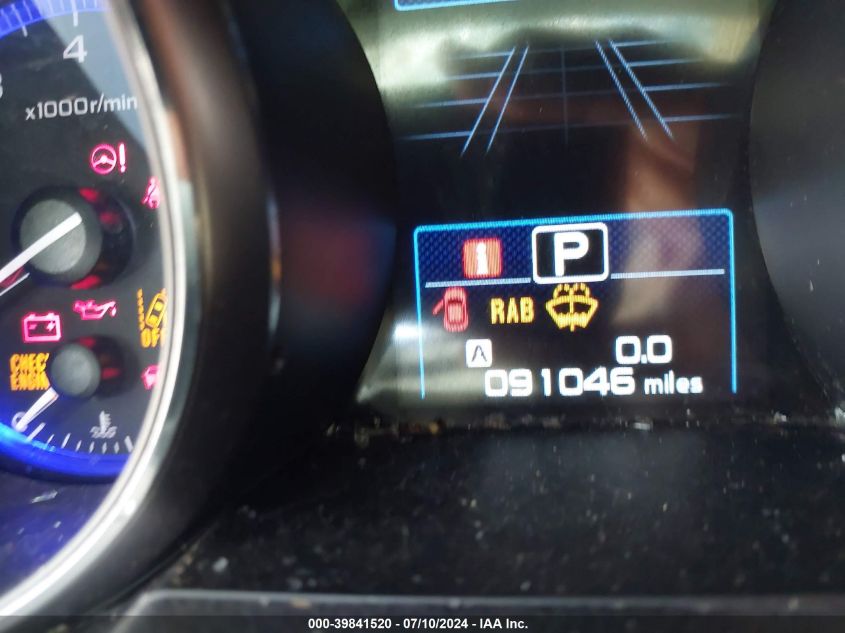 4
x1000r/min
P
RAB
OFF
CHECK
ENGINE
A
0.0
091046 miles
C
000-39841520 - 07/10/2024 - IAA Inc.